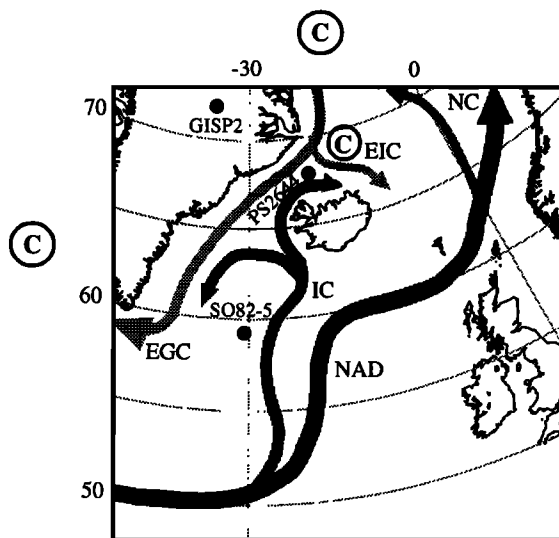 C
-30 0
70
NC
GISP2
C EIC
PS2644
C
60
IC
SO82-5
EGC
NAD
50